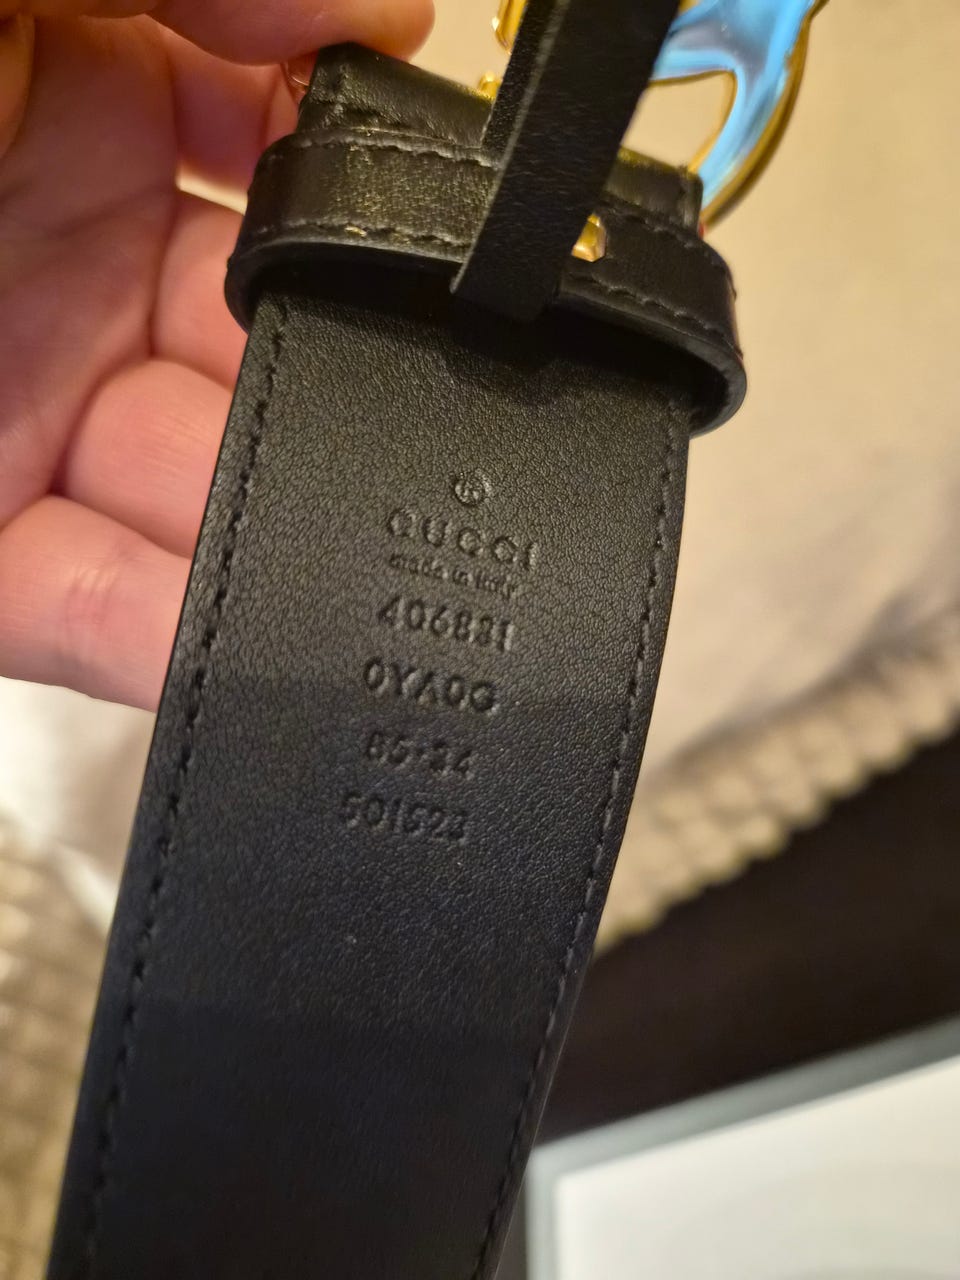 ®
GUCCI
made in italy
406831
0YA0G
85·34
501523